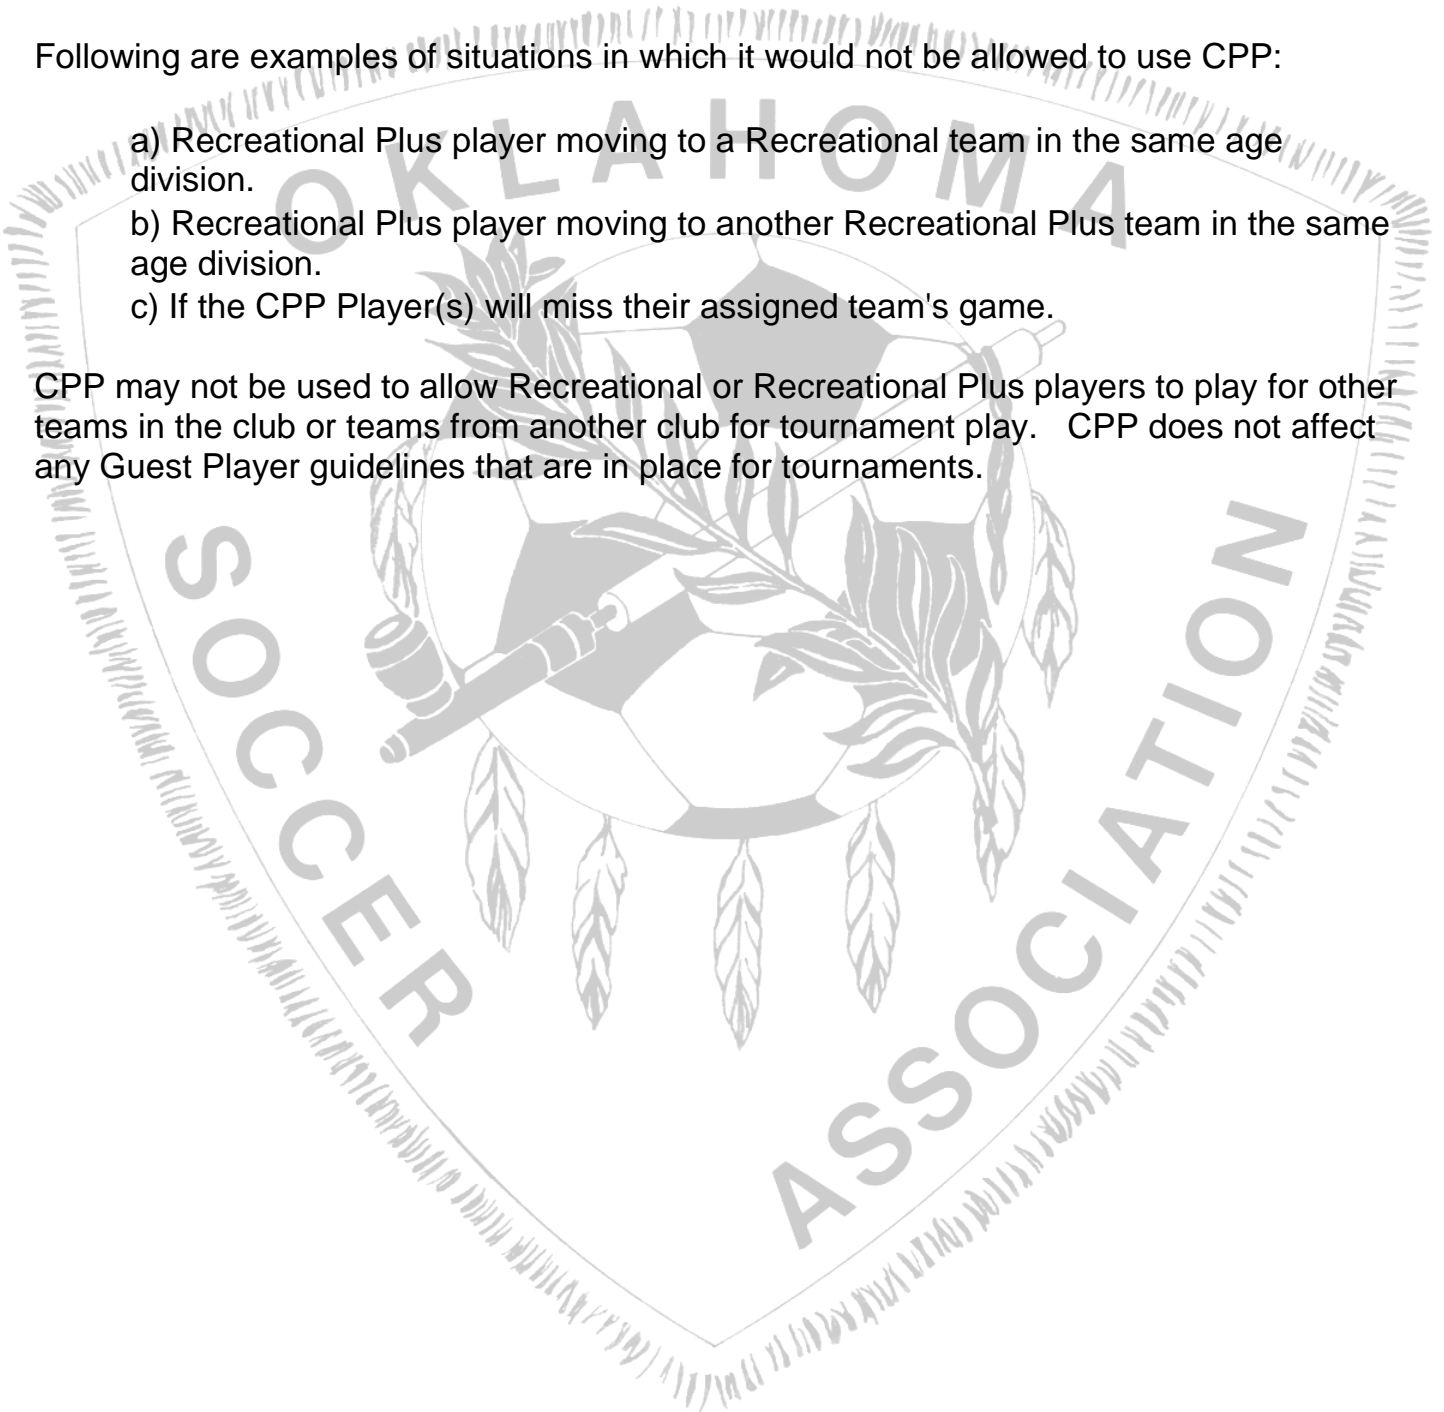 Following are examples of situations in which it would not be allowed to use CPP:
a) Recreational Plus player moving to a Recreational team in the same age
division.
b) Recreational Plus player moving to another Recreational Plus team in the same
age division.
c) If the CPP Player(s) will miss their assigned team's game.
CPP may not be used to allow Recreational or Recreational Plus players to play for other
teams in the club or teams from another club for tournament play.   CPP does not affect
any Guest Player guidelines that are in place for tournaments.
OKLAHOMA
SOCCER
ASSOCIATION